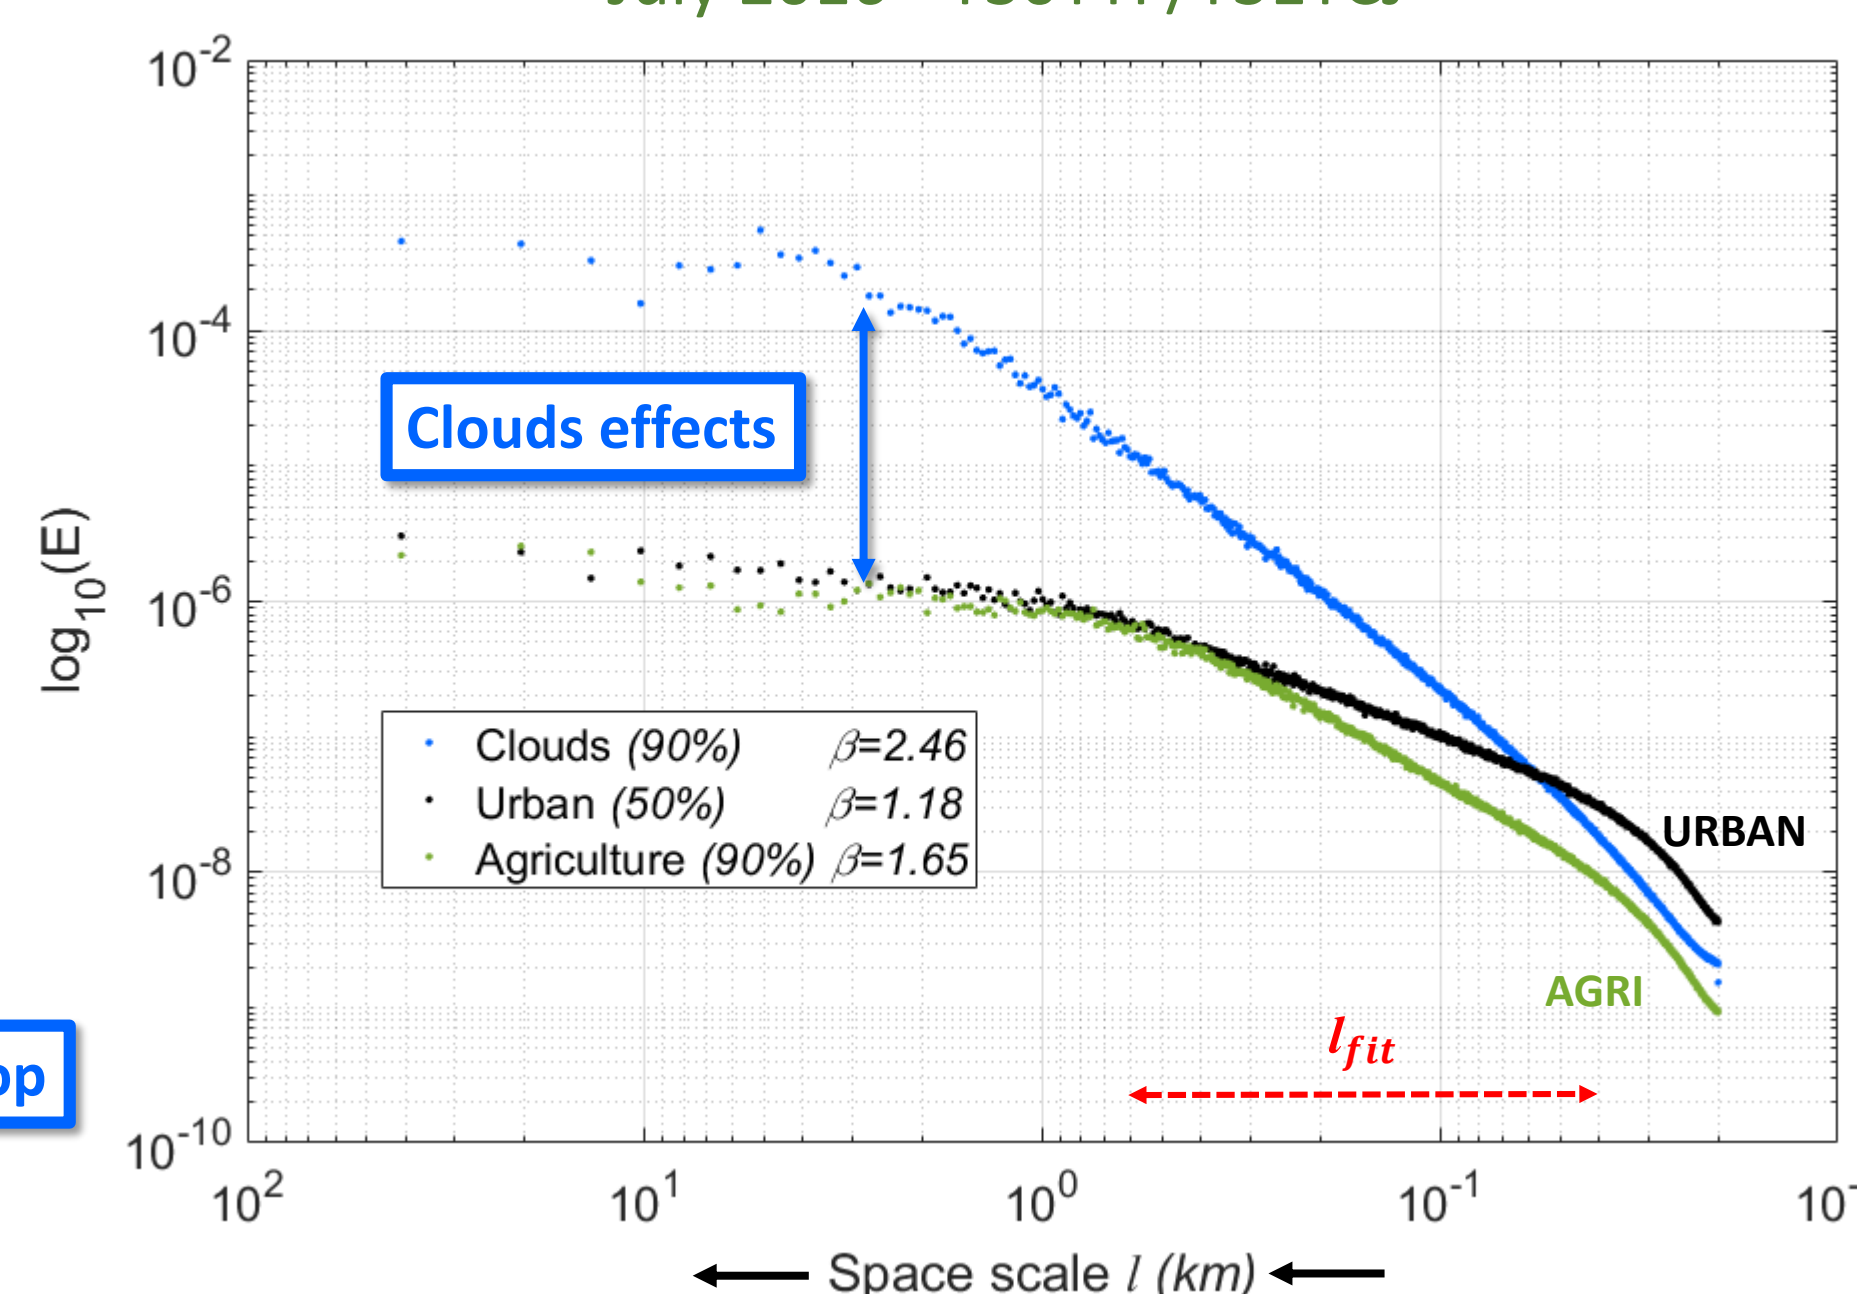 10^-2
10^-4
10^-6
10^-8
10^-10
log_10(E)
Clouds effects
Clouds (90%) β=2.46
Urban (50%) β=1.18
Agriculture (90%) β=1.65
URBAN
AGRI
l_fit
10^2 10^1 10^0 10^-1
Space scale l (km)